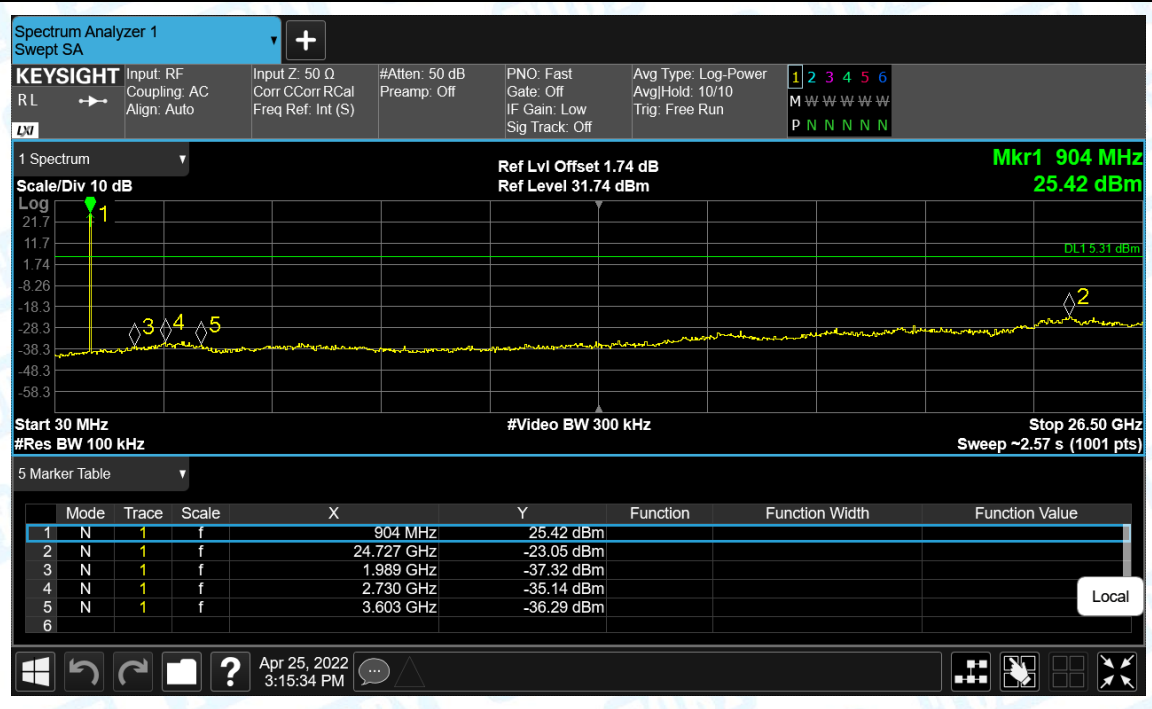 Spectrum Analyzer 1
Swept SA
+
KEYSIGHT
RL
LXI
Input: RF
Coupling: AC
Align: Auto
Input Z: 50 Ω
Corr CCorr RCal
Freq Ref: Int (S)
#Atten: 50 dB
Preamp: Off
PNO: Fast
Gate: Off
IF Gain: Low
Sig Track: Off
Avg Type: Log-Power
Avg|Hold: 10/10
Trig: Free Run
1 2 3 4 5 6
M W W W W W
P N N N N N
1 Spectrum
Scale/Div 10 dB
Ref Lvl Offset 1.74 dB
Ref Level 31.74 dBm
Mkr1 904 MHz
25.42 dBm
Log
21.7
11.7
1.74
-8.26
-18.3
-28.3
-38.3
-48.3
-58.3
1
DL1 5.31 dBm
2
3
4
5
Start 30 MHz
#Res BW 100 kHz
#Video BW 300 kHz
Stop 26.50 GHz
Sweep ~2.57 s (1001 pts)
5 Marker Table
Mode Trace Scale X Y Function Function Width Function Value
1 N 1 f 904 MHz 25.42 dBm
2 N 1 f 24.727 GHz -23.05 dBm
3 N 1 f 1.989 GHz -37.32 dBm
4 N 1 f 2.730 GHz -35.14 dBm
5 N 1 f 3.603 GHz -36.29 dBm
6
Local
?
Apr 25, 2022
3:15:34 PM